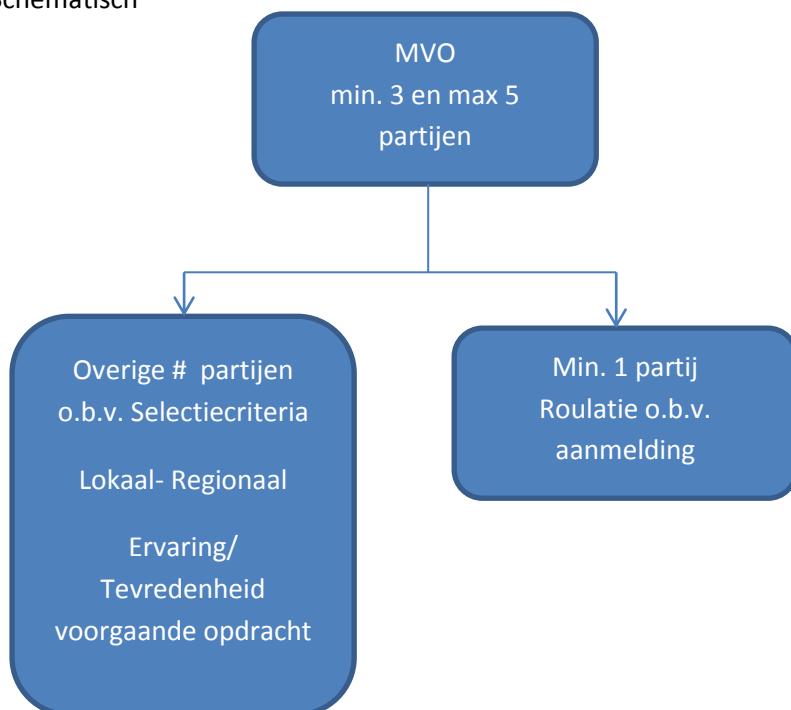 Schematisch
MVO
min. 3 en max 5
partijen
Overige # partijen
o.b.v. Selectiecriteria
Lokaal- Regionaal
Ervaring/
Tevredenheid
voorgaande opdracht
Min. 1 partij
Roulatie o.b.v.
aanmelding